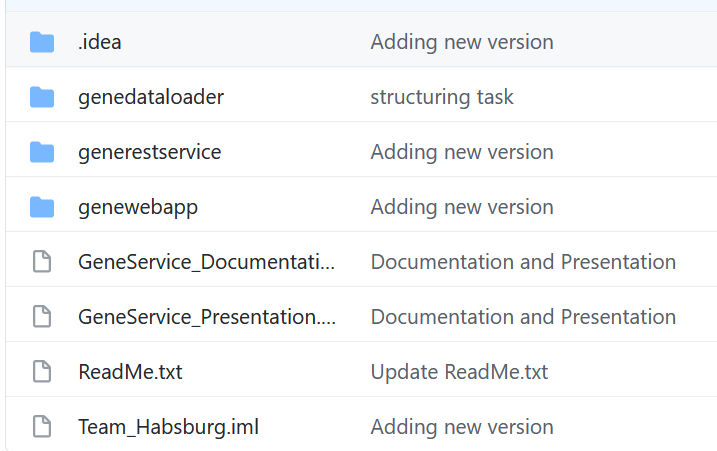 .idea Adding new version
genedataloader structuring task
generestservice Adding new version
genewebapp Adding new version
GeneService_Documentati... Documentation and Presentation
GeneService_Presentation.... Documentation and Presentation
ReadMe.txt Update ReadMe.txt
Team_Habsburg.iml Adding new version